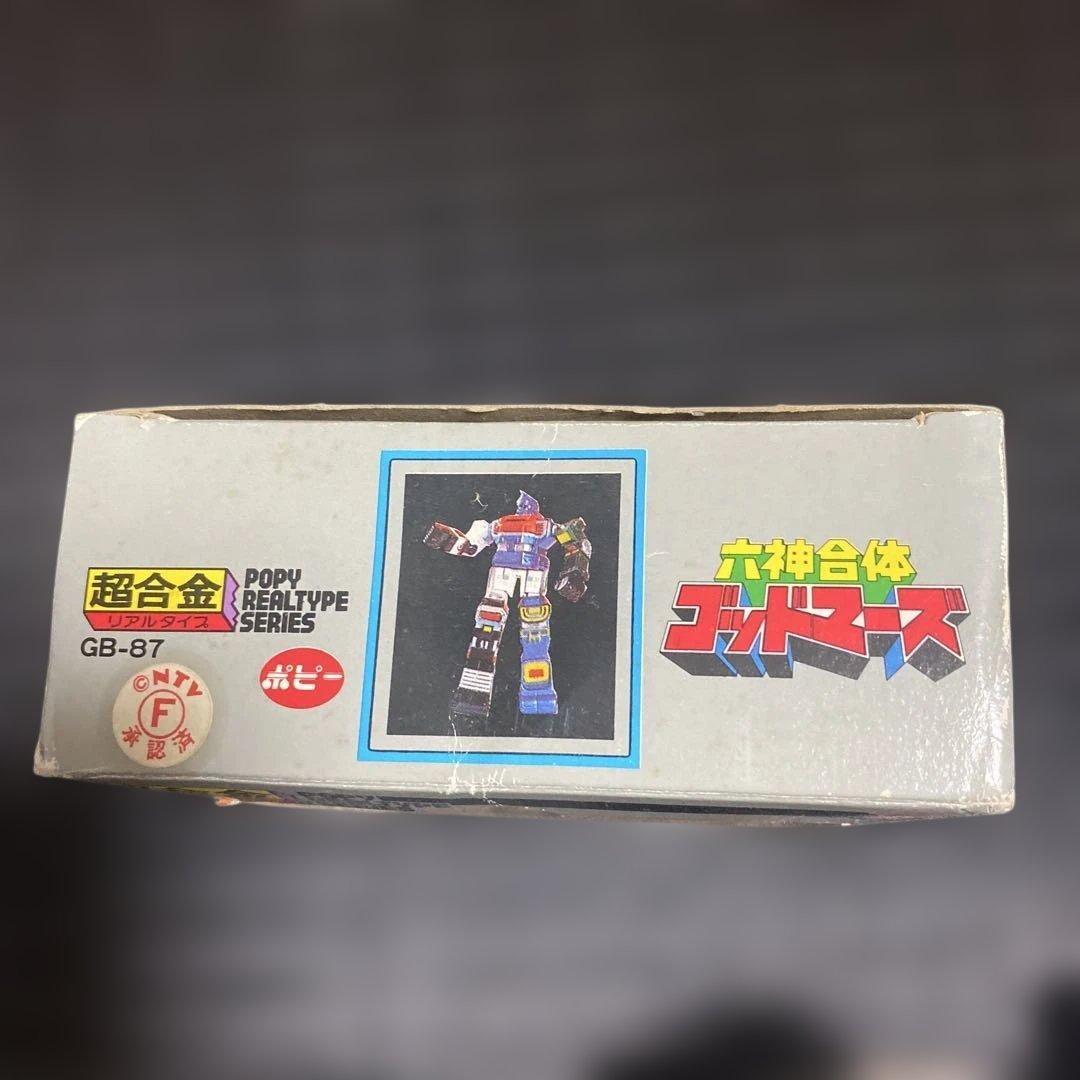 超合金
リアルタイプ
POPY
REALTYPE
SERIES
GB-87
©NTV
F
承認済
ポピー
六神合体
ゴッドマーズ